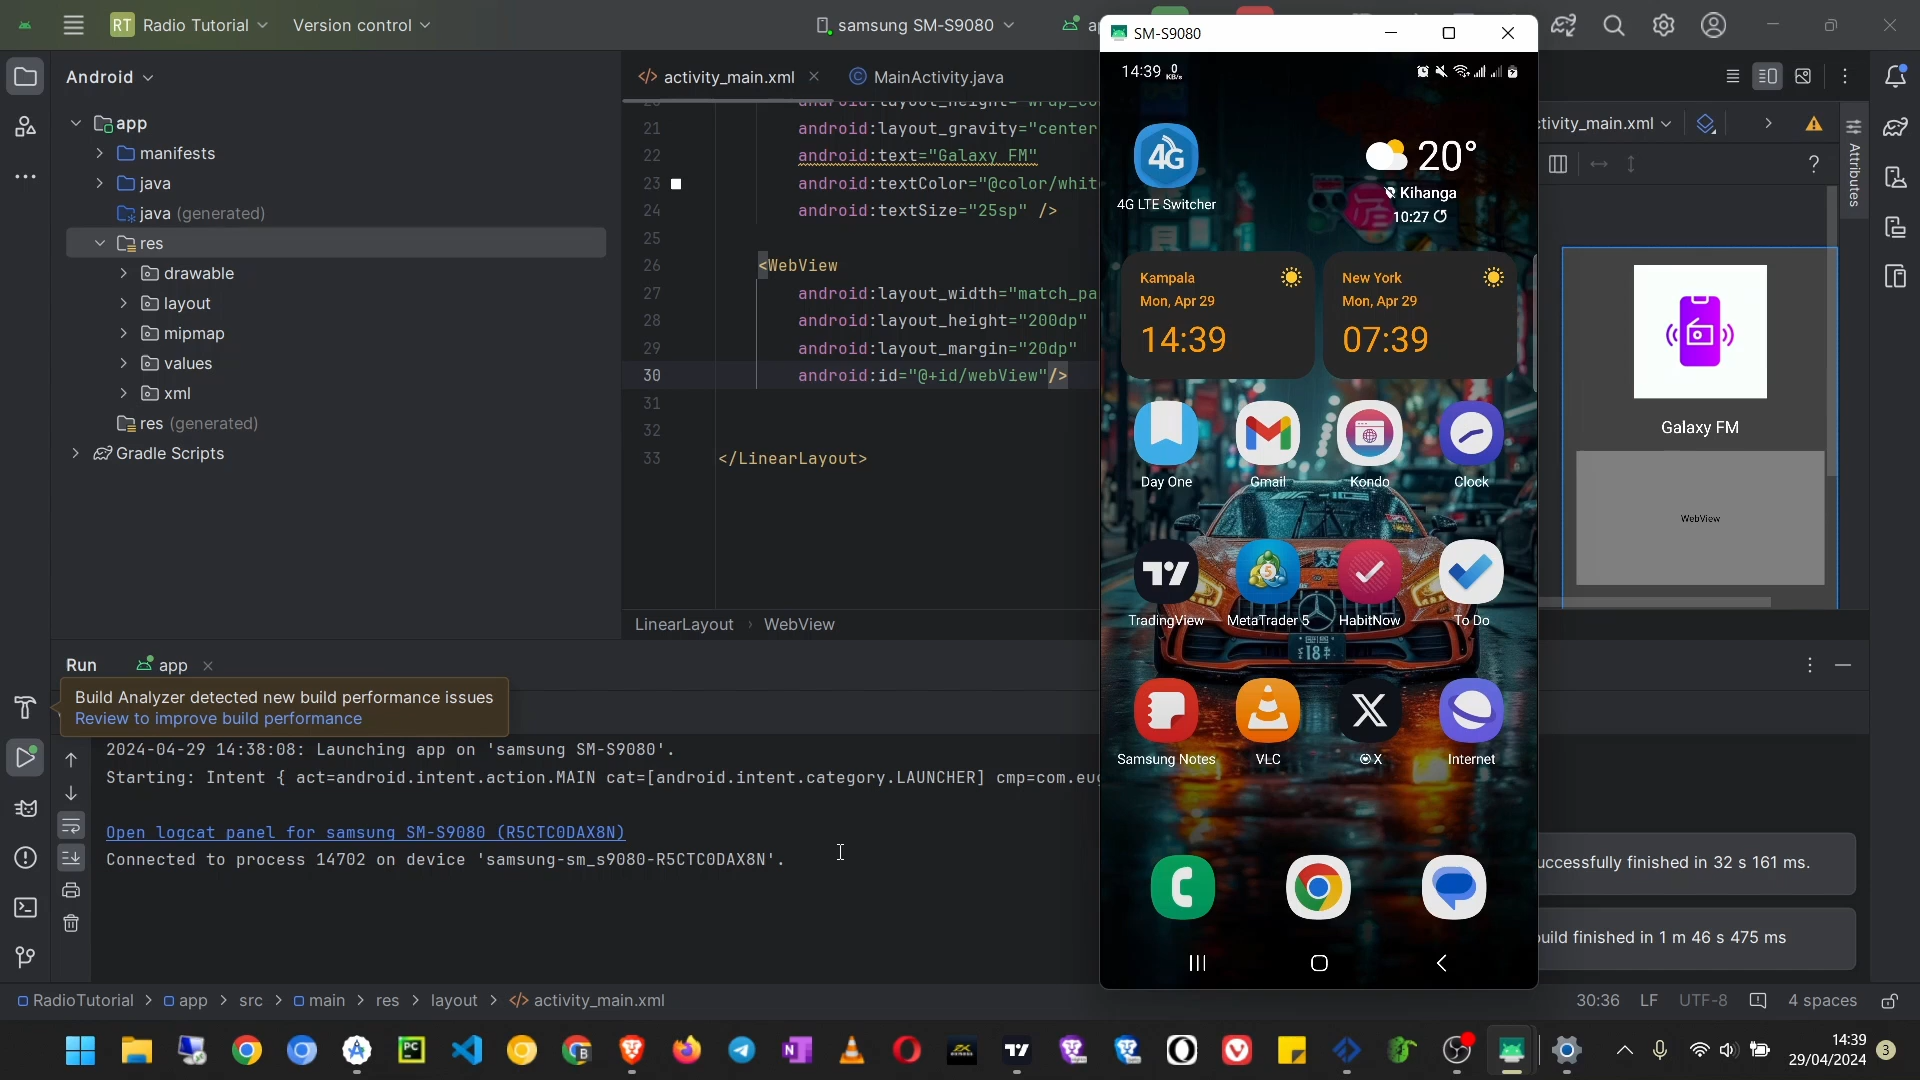 RT Radio Tutorial
Version control
samsung SM-S9080
Android
app
manifests
java
java (generated)
res
drawable
layout
mipmap
values
xml
res (generated)
Gradle Scripts
activity_main.xml
MainActivity.java
21 android:layout_gravity="center
22 android:text="Galaxy FM"
23 android:textColor="@color/whit
24 android:textSize="25sp" />
25
26 <WebView
27 android:layout_width="match_pa
28 android:layout_height="200dp"
29 android:layout_margin="20dp"
30 android:id="@+id/webView"/>
31
32
33 </LinearLayout>
LinearLayout > WebView
tivity_main.xml
Attributes
Galaxy FM
WebView
SM-S9080
14:39 0 KB/s
4G
4G LTE Switcher
20°
Kihanga
10:27
Kampala
Mon, Apr 29
14:39
New York
Mon, Apr 29
07:39
Day One
Gmail
Kondo
Clock
TradingView
MetaTrader 5
HabitNow
To Do
Samsung Notes
VLC
X
Internet
Run
app
Build Analyzer detected new build performance issues
Review to improve build performance
2024-04-29 14:38:08: Launching app on 'samsung SM-S9080'.
Starting: Intent { act=android.intent.action.MAIN cat=[android.intent.category.LAUNCHER] cmp=com.eug
Open logcat panel for samsung SM-S9080 (R5CTC0DAX8N)
Connected to process 14702 on device 'samsung-sm_s9080-R5CTC0DAX8N'.
uccessfully finished in 32 s 161 ms.
uild finished in 1 m 46 s 475 ms
RadioTutorial > app > src > main > res > layout > activity_main.xml
30:36 LF UTF-8 4 spaces
14:39
29/04/2024
3